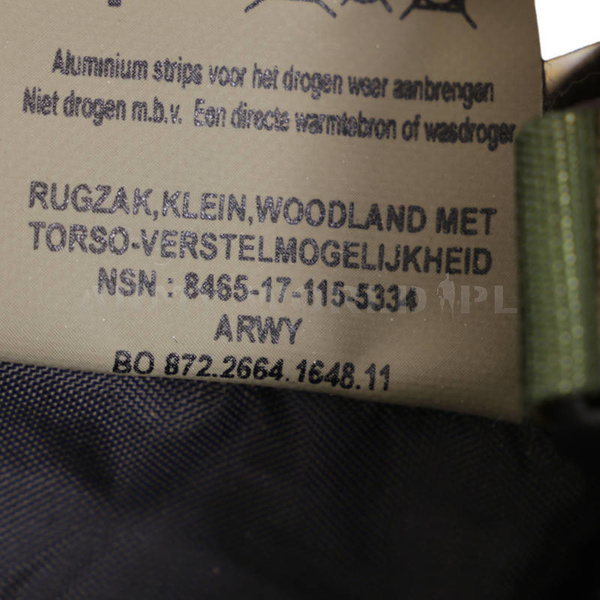 Aluminium strips voor het drogen weer aanbrengen
Niet drogen m.b.v. Een directe warmtebron of wasdroger
RUGZAK,KLEIN,WOODLAND MET
TORSO-VERSTELMOGELIJKHEID
NSN : 8465-17-115-5334
ARWY
BO 872.2664.1648.11